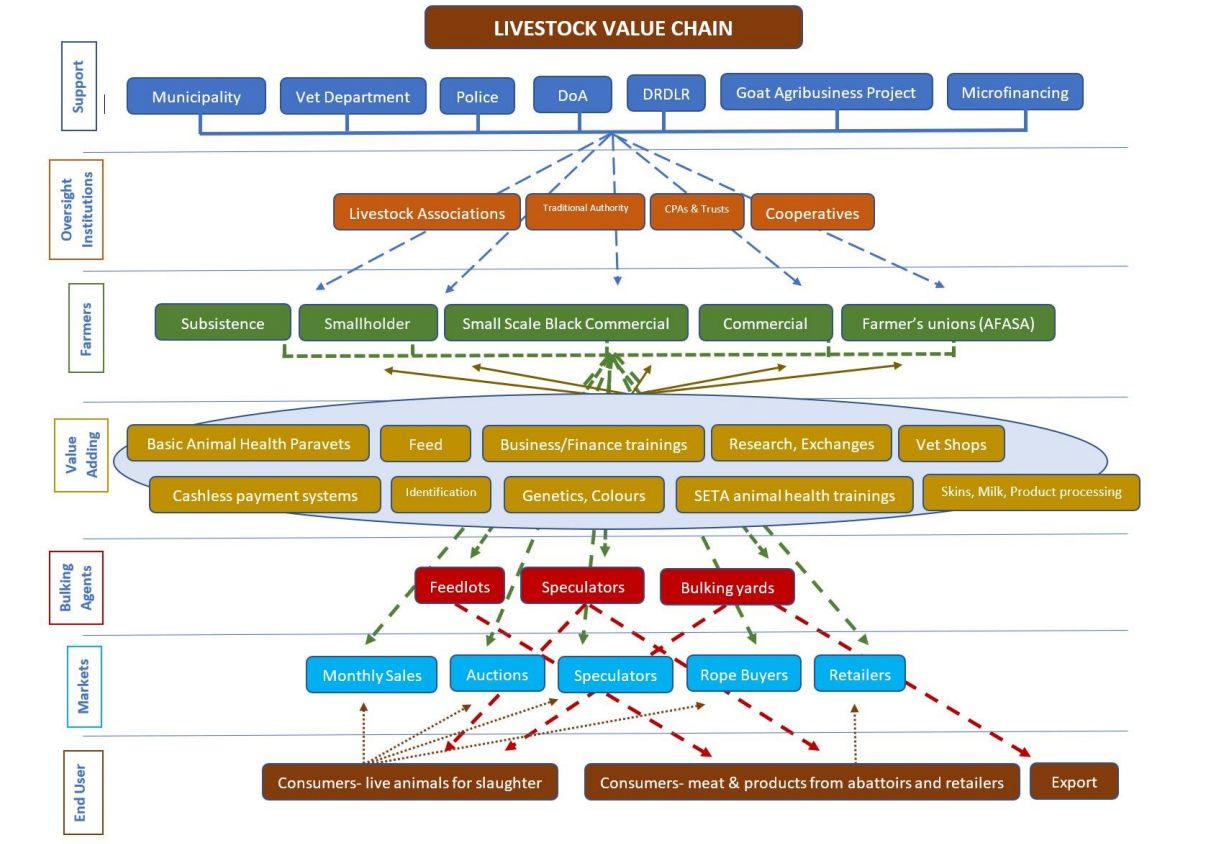 LIVESTOCK VALUE CHAIN
Support
Municipality
Vet Department
Police
DoA
DRDLR
Goat Agribusiness Project
Microfinancing
Oversight
Institutions
Livestock Associations
Traditional Authority
CPAs & Trusts
Cooperatives
Farmers
Subsistence
Smallholder
Small Scale Black Commercial
Commercial
Farmer's unions (AFASA)
Value
Adding
Basic Animal Health Paravets
Feed
Business/Finance trainings
Research, Exchanges
Vet Shops
Cashless payment systems
Identification
Genetics, Colours
SETA animal health trainings
Skins, Milk, Product processing
Bulking
Agents
Feedlots
Speculators
Bulking yards
Markets
Monthly Sales
Auctions
Speculators
Rope Buyers
Retailers
End User
Consumers- live animals for slaughter
Consumers- meat & products from abattoirs and retailers
Export